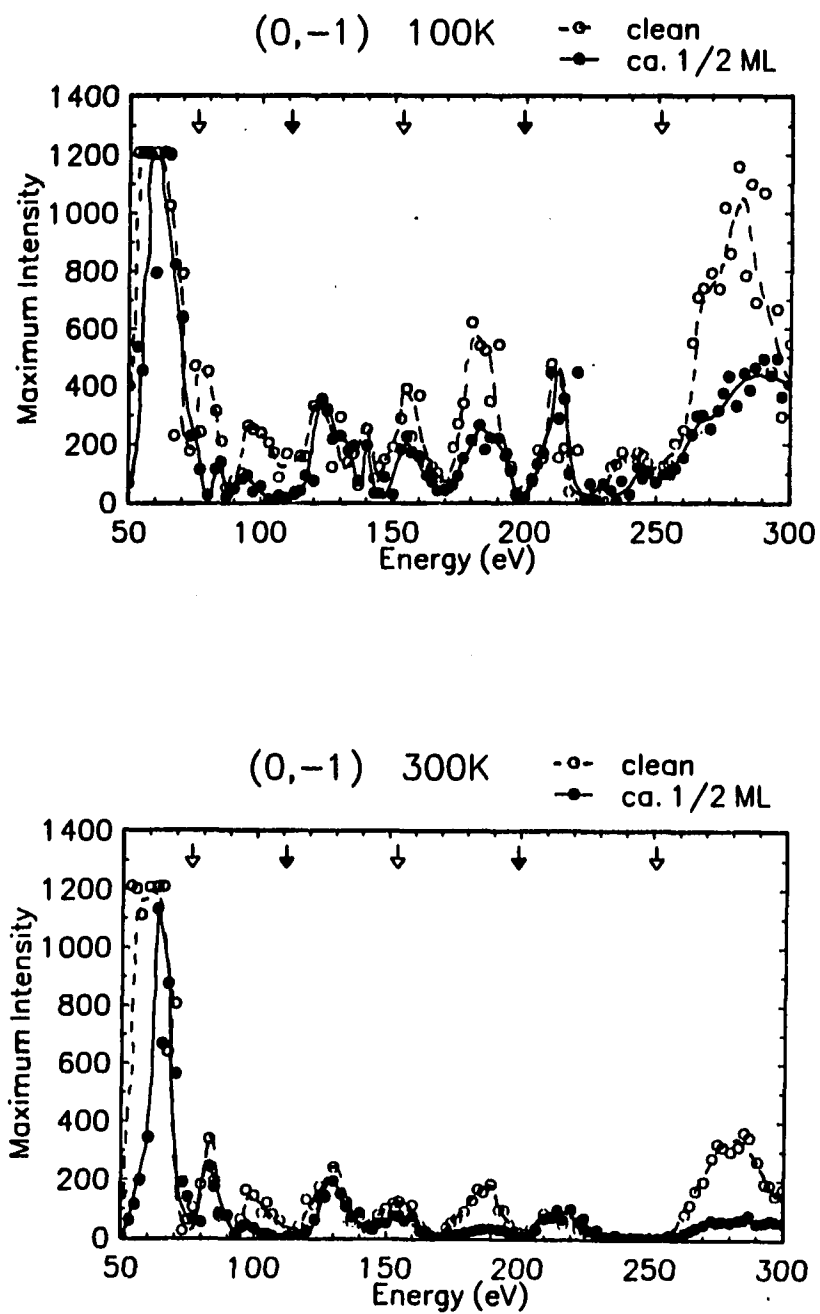 (0,−1) 100K
clean
ca. 1/2 ML
1400
1200
1000
800
600
400
200
0
Maximum Intensity
50 100 150 200 250 300
Energy (eV)
(0,−1) 300K
clean
ca. 1/2 ML
1400
1200
1000
800
600
400
200
0
Maximum Intensity
50 100 150 200 250 300
Energy (eV)